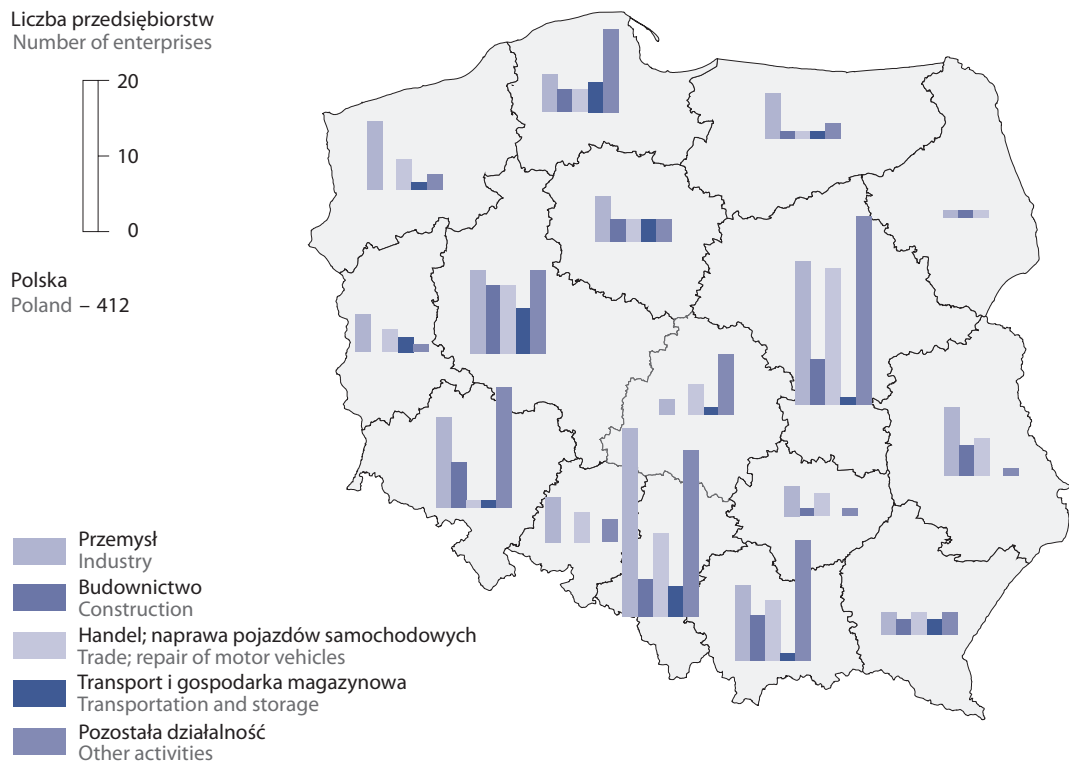 Liczba przedsiębiorstw
Number of enterprises
20
10
0
Polska
Poland – 412
Przemysł
Industry
Budownictwo
Construction
Handel; naprawa pojazdów samochodowych
Trade; repair of motor vehicles
Transport i gospodarka magazynowa
Transportation and storage
Pozostała działalność
Other activities